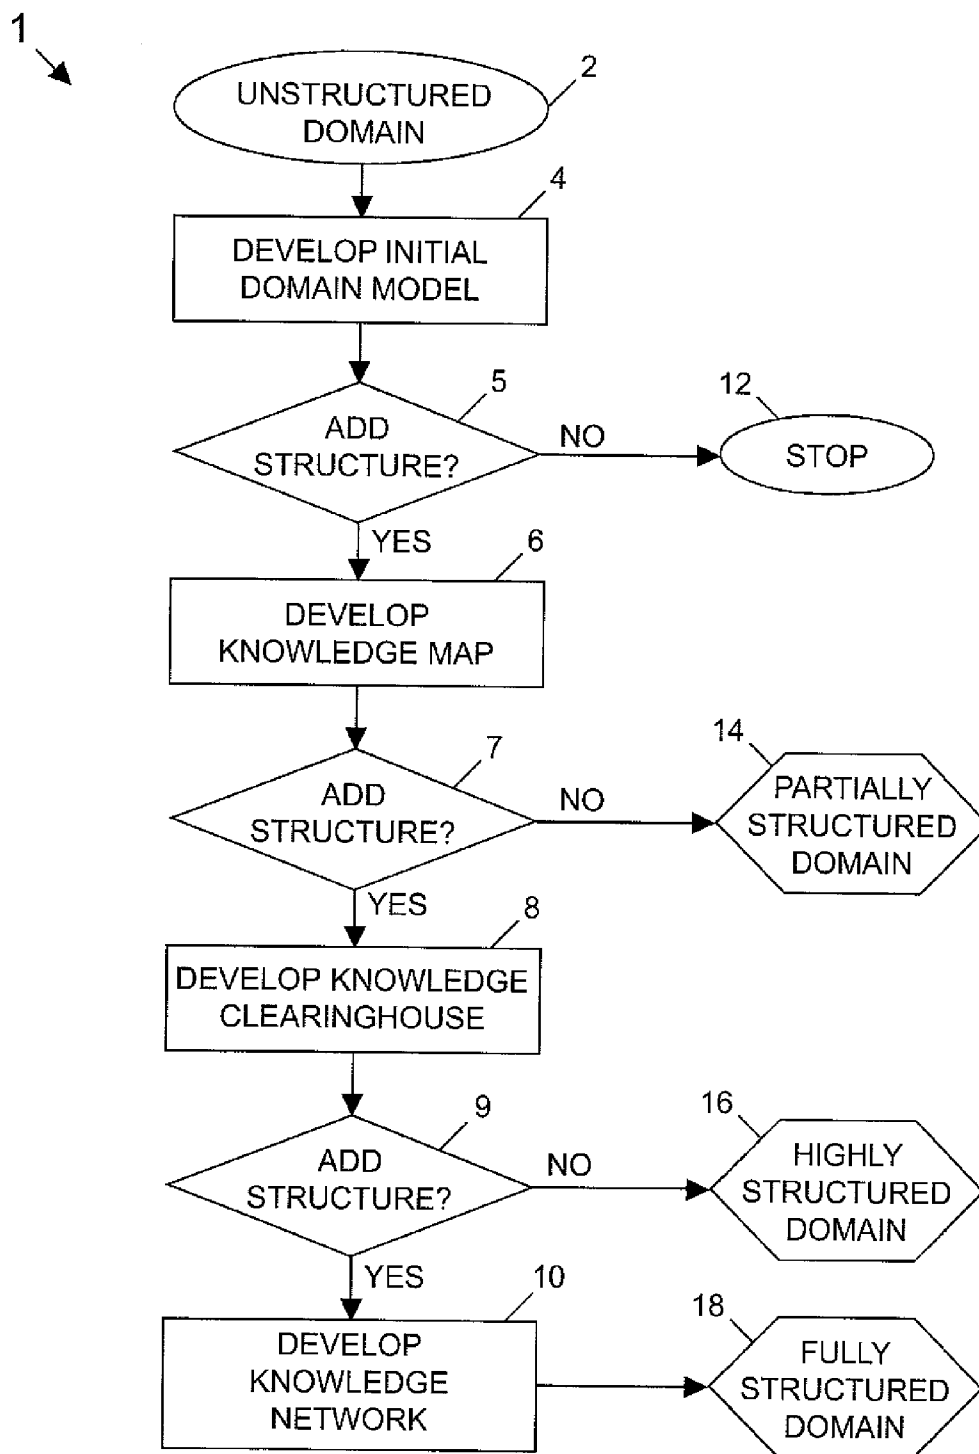 1
2
UNSTRUCTURED
DOMAIN
4
DEVELOP INITIAL
DOMAIN MODEL
5
ADD
STRUCTURE?
NO
12
STOP
YES
6
DEVELOP
KNOWLEDGE MAP
7
ADD
STRUCTURE?
NO
14
PARTIALLY
STRUCTURED
DOMAIN
YES
8
DEVELOP KNOWLEDGE
CLEARINGHOUSE
9
ADD
STRUCTURE?
NO
16
HIGHLY
STRUCTURED
DOMAIN
YES
10
DEVELOP
KNOWLEDGE
NETWORK
18
FULLY
STRUCTURED
DOMAIN